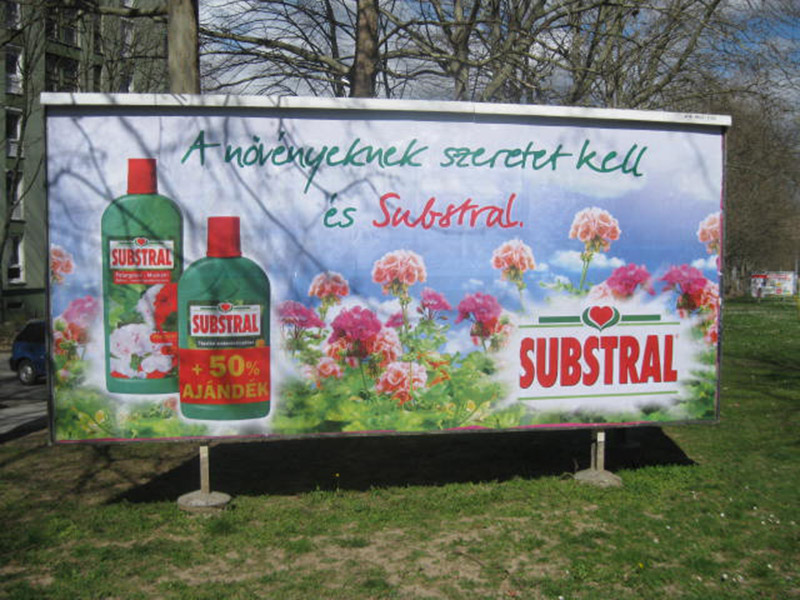 A növényeknek szeretet kell
és Substral.
SUBSTRAL
SUBSTRAL
+ 50%
AJÁNDÉK
SUBSTRAL